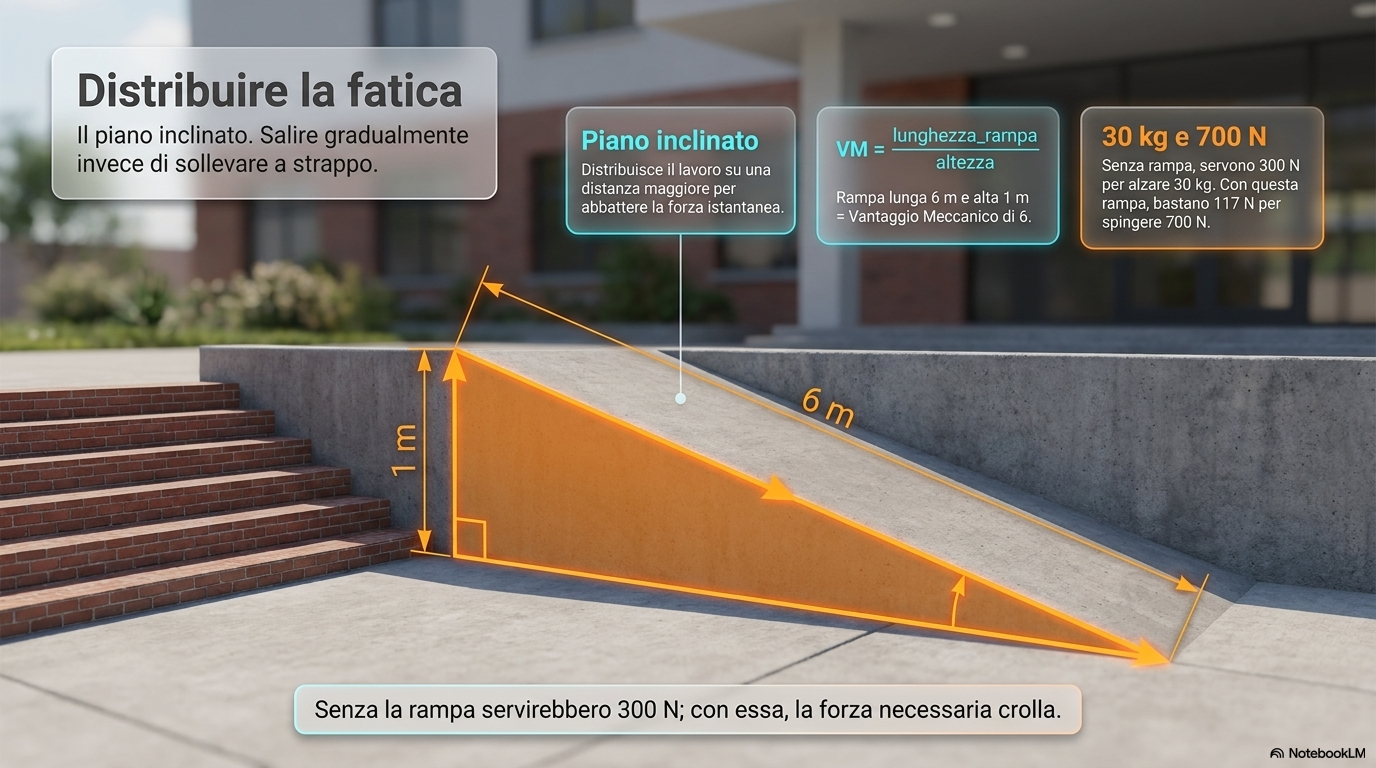 Distribuire la fatica
Il piano inclinato. Salire gradualmente
invece di sollevare a strappo.
Piano inclinato
Distribuisce il lavoro su una
distanza maggiore per
abbattere la forza istantanea.
VM = lunghezza_rampa
altezza
Rampa lunga 6 m e alta 1 m
= Vantaggio Meccanico di 6.
30 kg e 700 N
Senza rampa, servono 300 N
per alzare 30 kg. Con questa
rampa, bastano 117 N per
spingere 700 N.
6 m
1 m
Senza la rampa servirebbero 300 N; con essa, la forza necessaria crolla.
NotebookLM